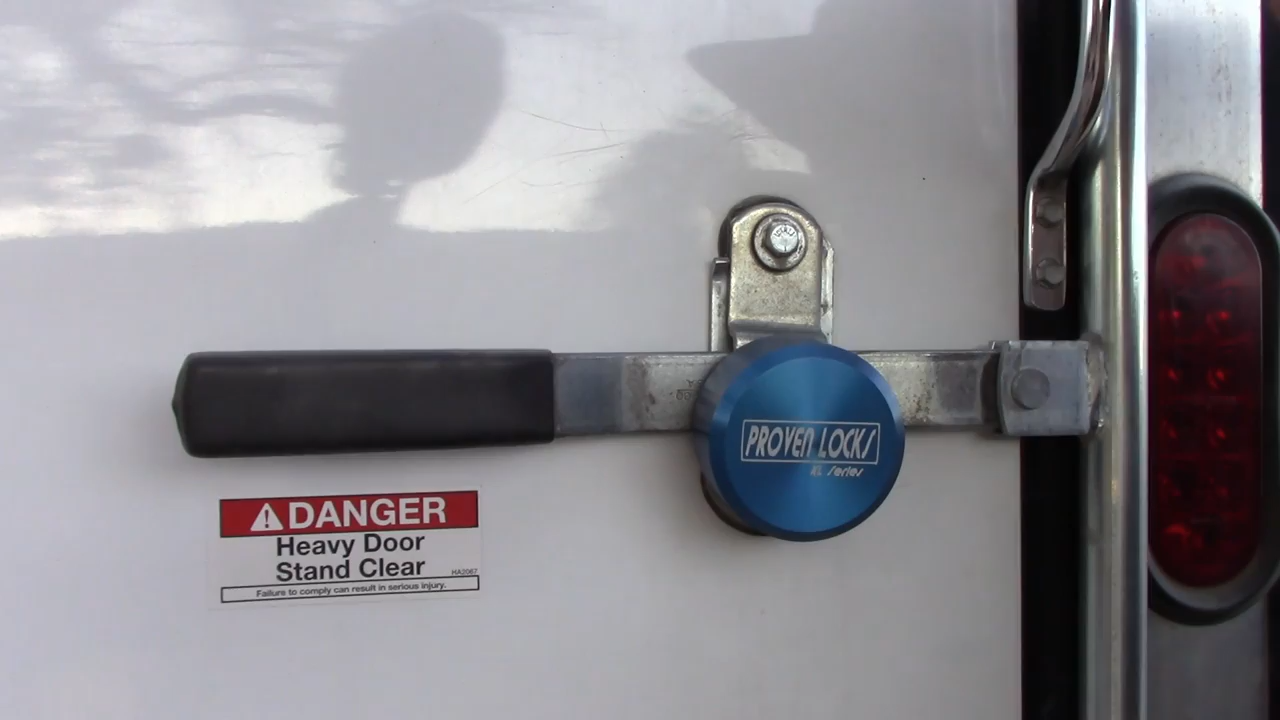 PROVEN LOCKS
XL Series
DANGER
Heavy Door
Stand Clear
HA2067
Failure to comply can result in serious injury.